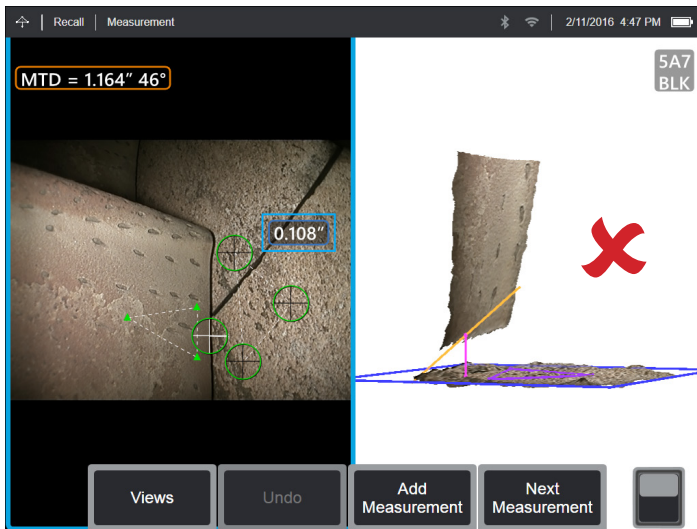 Recall
Measurement
2/11/2016 4:47 PM
MTD = 1.164" 46°
5A7
BLK
0.108"
Views
Undo
Add
Measurement
Next
Measurement